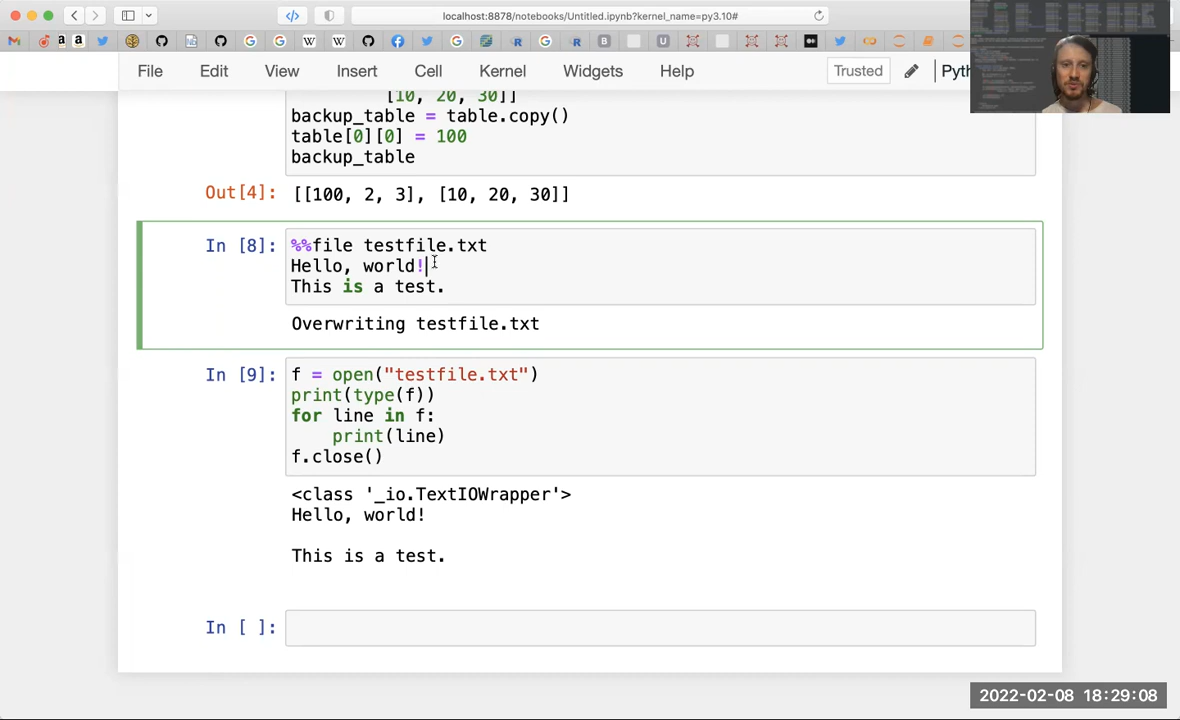 localhost:8878/notebooks/Untitled.ipynb?kernel_name=py3.10#
File Edit View Insert Cell Kernel Widgets Help Trusted Pyth
[10, 20, 30]]
backup_table = table.copy()
table[0][0] = 100
backup_table
Out[4]: [[100, 2, 3], [10, 20, 30]]
In [8]: %%file testfile.txt
Hello, world!
This is a test.
Overwriting testfile.txt
In [9]: f = open("testfile.txt")
print(type(f))
for line in f:
print(line)
f.close()
<class '_io.TextIOWrapper'>
Hello, world!
This is a test.
In [ ]:
2022-02-08 18:29:08